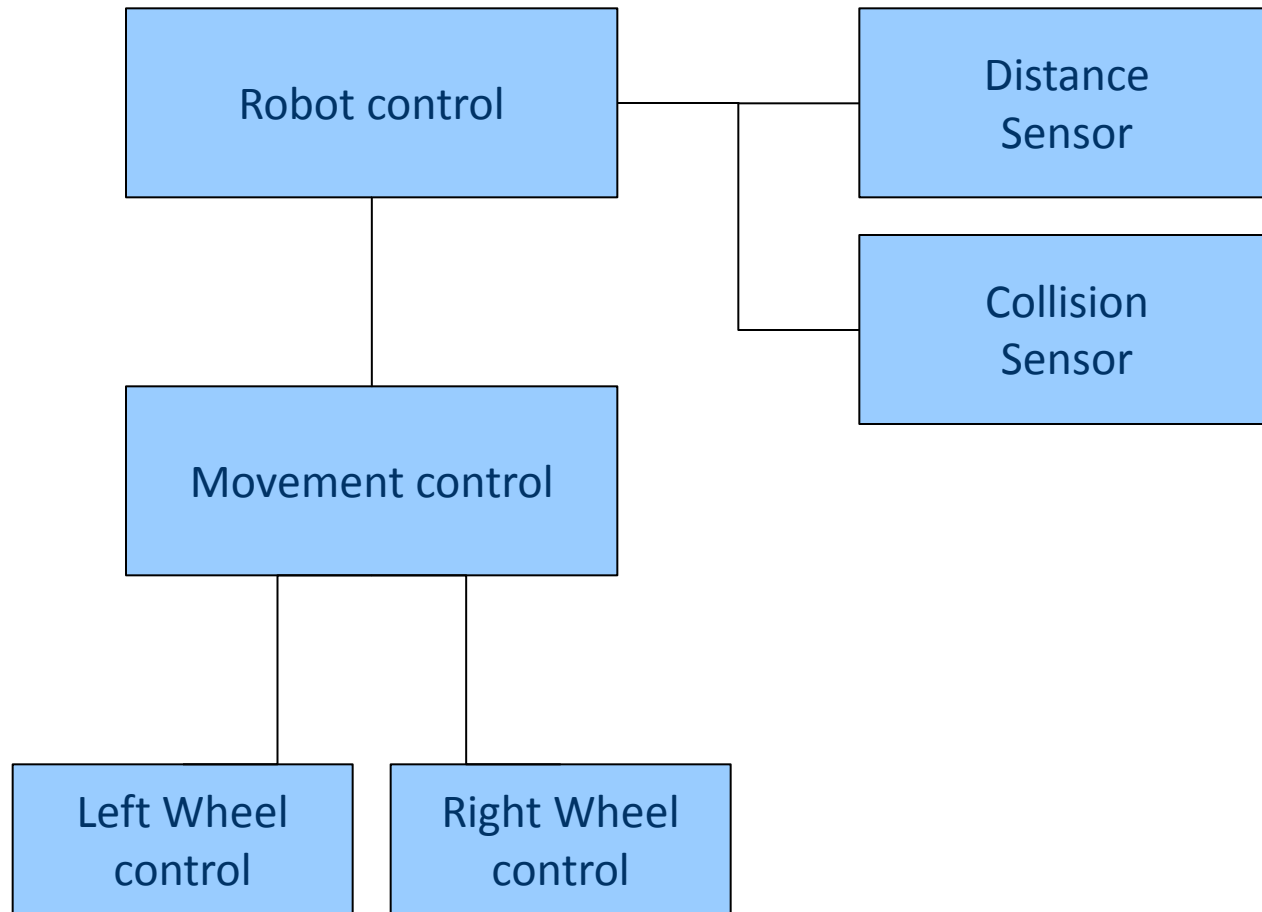 Robot control
Distance
Sensor
Collision
Sensor
Movement control
Left Wheel
control
Right Wheel
control